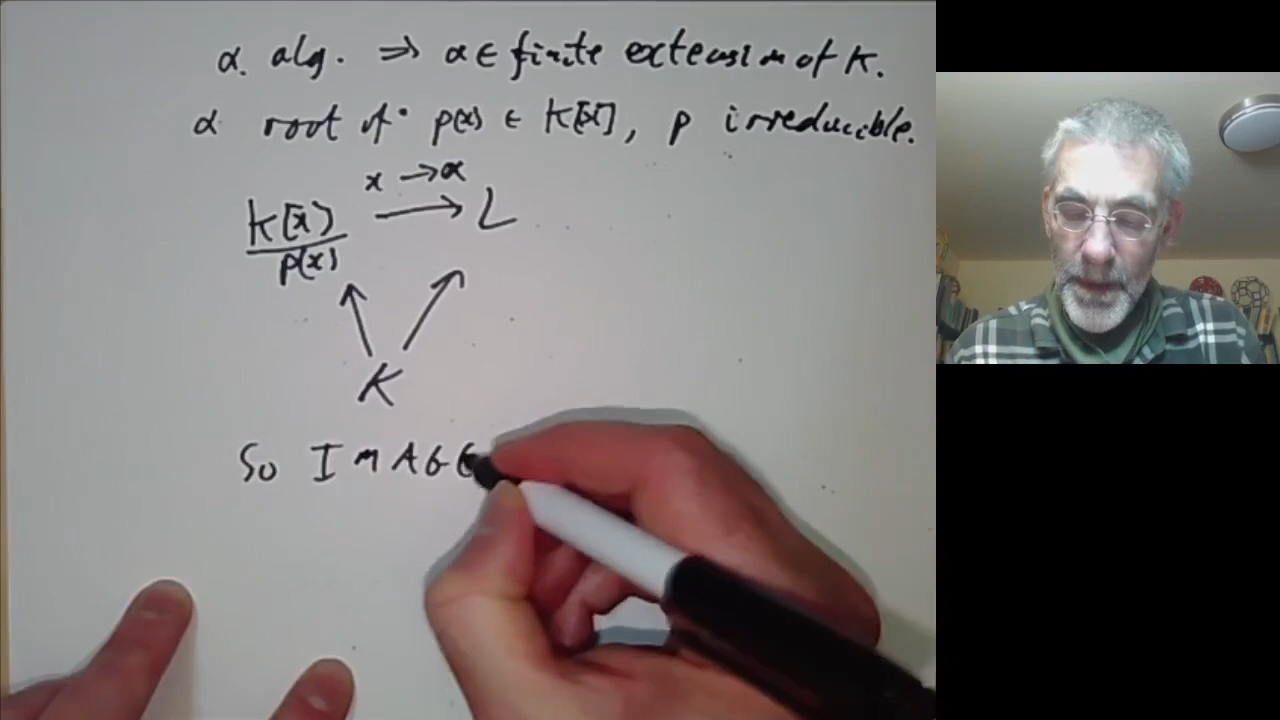 α. alg. ⇒ α ∈ finite extension of K.
α root of p(x) ∈ K[x], p irreducible.
x → α
K[x] → L
p(x)
K
So IMAGE